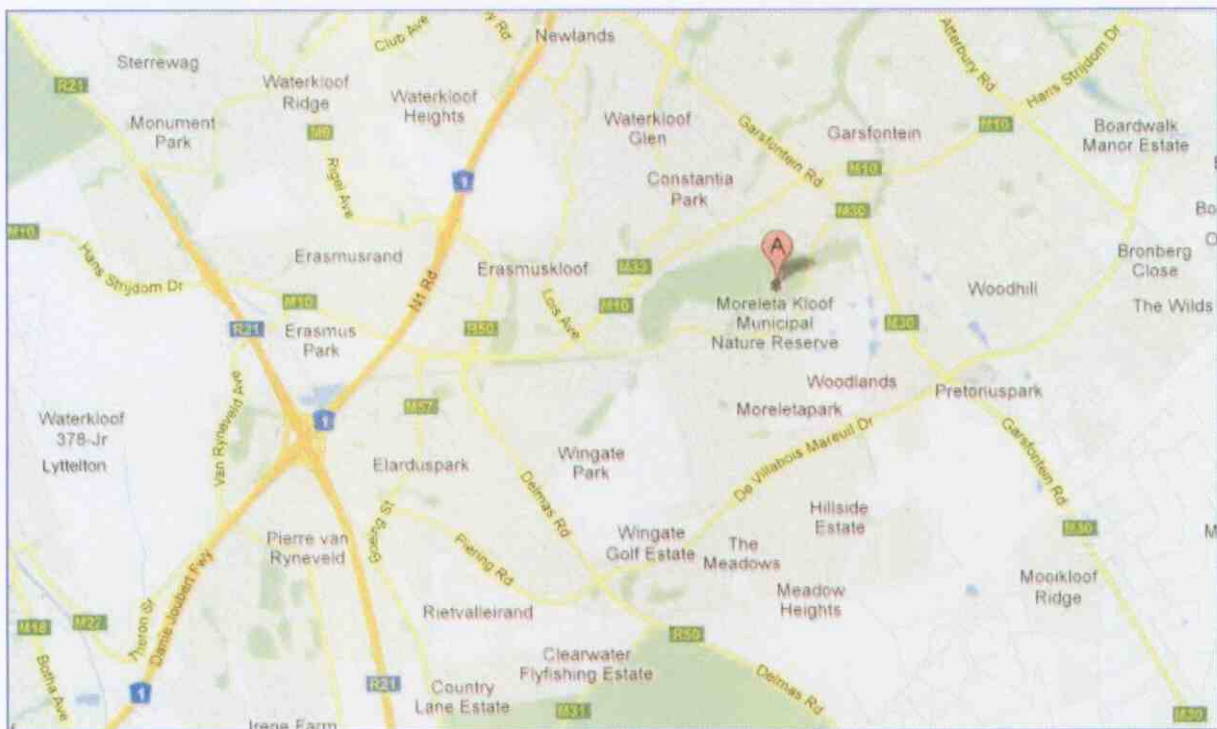 Newlands
Club Ave
Sterrewag
R21
Waterkloof
Ridge
Waterkloof
Heights
Atterbury Rd
Hans Strijdom Dr
Monument
Park
M6
Waterkloof
Glen
Garsfontein Rd
Garsfontein
M10
Boardwalk
Manor Estate
Rigel Ave
1
Constantia
Park
M10
M30
Bo
O
M10
Hans Strijdom Dr
Erasmusrand
Erasmuskloof
M33
A
Bronberg
Close
N1 Rd
Lois Ave
M10
M10
Moreleta Kloof
Municipal
Nature Reserve
Woodhill
The Wilds
R21
Erasmus
Park
R50
M30
Van Ryneveld Ave
M57
Woodlands
Pretoriuspark
Moreletapark
1
Waterkloof
378-Jr
Lyttelton
Elarduspark
Wingate
Park
De Villabois Mareuil Dr
Garsfontein Rd
Goeang St
Delmas Rd
Hillside
Estate
M30
Pierre van
Ryneveld
Piering Rd
Wingate
Golf Estate
The
Meadows
Mooikloof
Ridge
Danie Joubert Fwy
Theron Sr
Rietvalleirand
Meadow
Heights
M18
M27
R50
Botha Ave
1
R21
Clearwater
Flyfishing Estate
Country
Lane Estate
Delmas Rd
M31
M30
Irene Farm